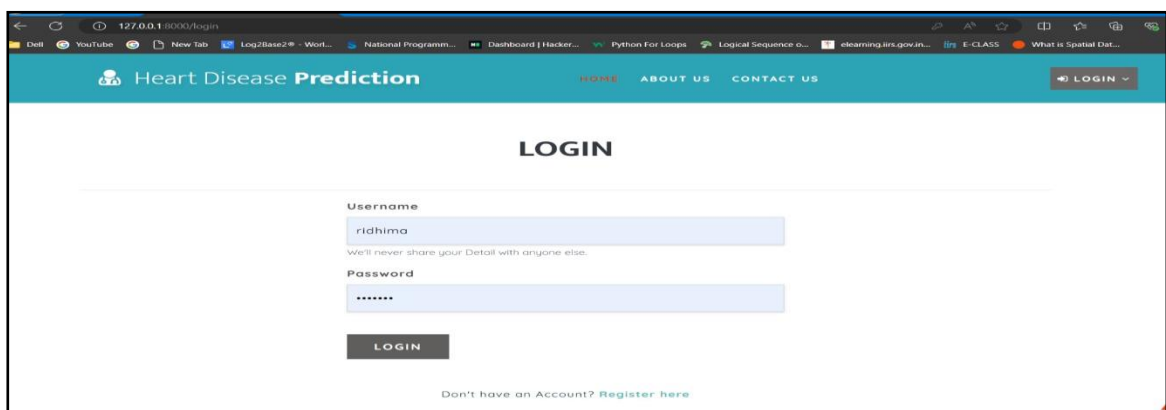 127.0.0.1:8000/login
Dell YouTube New Tab Log2Base2® - Worl... National Programm... Dashboard | Hacker... Python For Loops Logical Sequence o... elearning.iirs.gov.in... iirs E-CLASS What is Spatial Dat...
Heart Disease Prediction HOME ABOUT US CONTACT US LOGIN
LOGIN
Username
ridhima
We'll never share your Detail with anyone else.
Password
•••••••
LOGIN
Don't have an Account? Register here